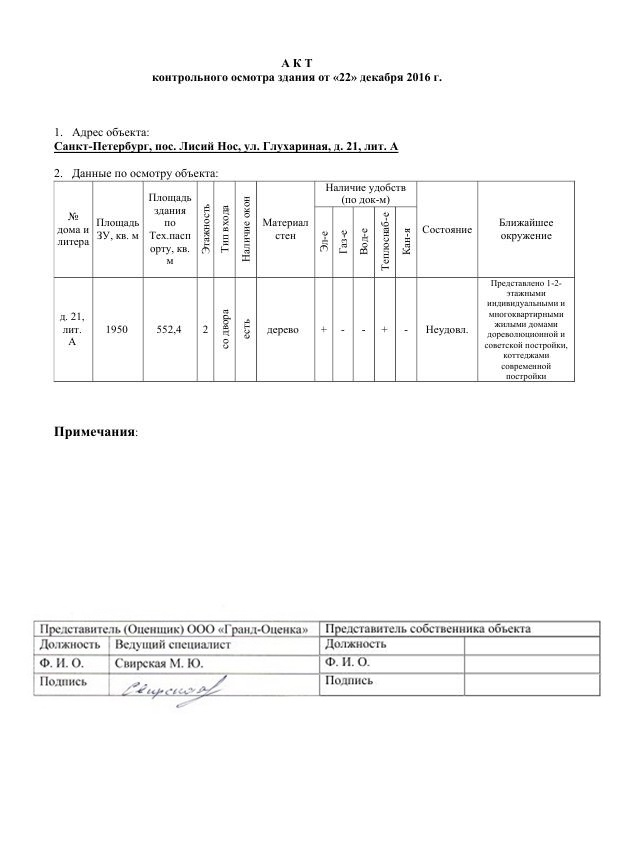 А К Т
контрольного осмотра здания от «22» декабря 2016 г.
1. Адрес объекта:
Санкт-Петербург, пос. Лисий Нос, ул. Глухариная, д. 21, лит. А
2. Данные по осмотру объекта:
№
дома и
литера
Площадь
ЗУ, кв. м
Площадь
здания
по
Тех.пасп
орту, кв.
м
Этажность
Тип входа
Наличие окон
Материал
стен
Наличие удобств
(по док-м)
Эл-е
Газ-е
Вод-е
Теплоснаб-е
Кан-я
Состояние
Ближайшее
окружение
д. 21,
лит.
А
1950
552,4
2
со двора
есть
дерево
+
-
-
+
-
Неудовл.
Представлено 1-2-
этажными
индивидуальными и
многоквартирными
жилыми домами
дореволюционной и
советской постройки,
коттеджами
современной
постройки
Примечания:
Представитель (Оценщик) ООО «Гранд-Оценка» Представитель собственника объекта
Должность Ведущий специалист Должность
Ф. И. О. Свирская М. Ю. Ф. И. О.
Подпись Свирская Подпись